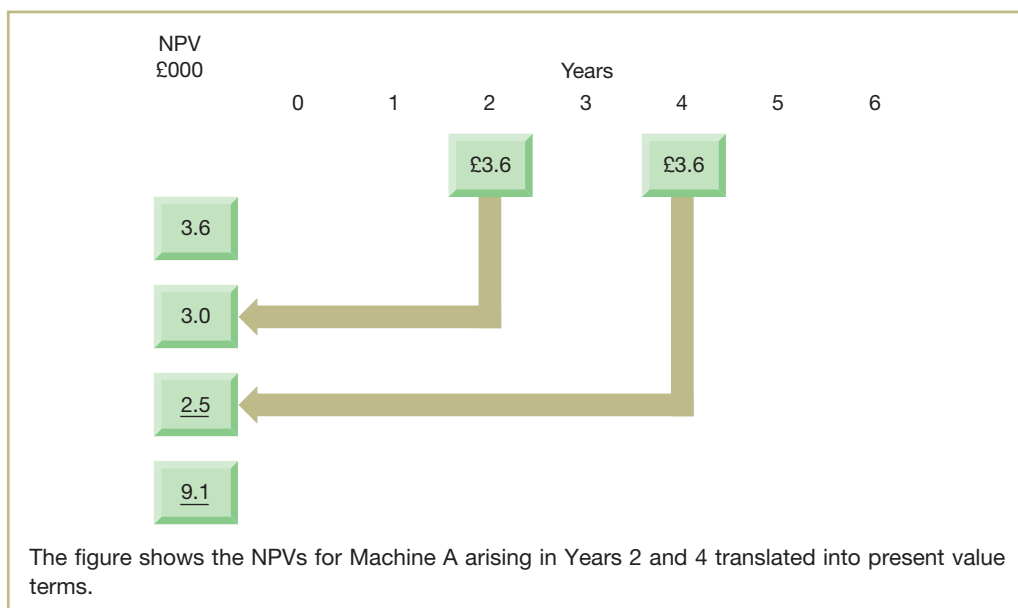 NPV
£000
Years
0 1 2 3 4 5 6
£3.6 £3.6
3.6
3.0
2.5
9.1
The figure shows the NPVs for Machine A arising in Years 2 and 4 translated into present value
terms.